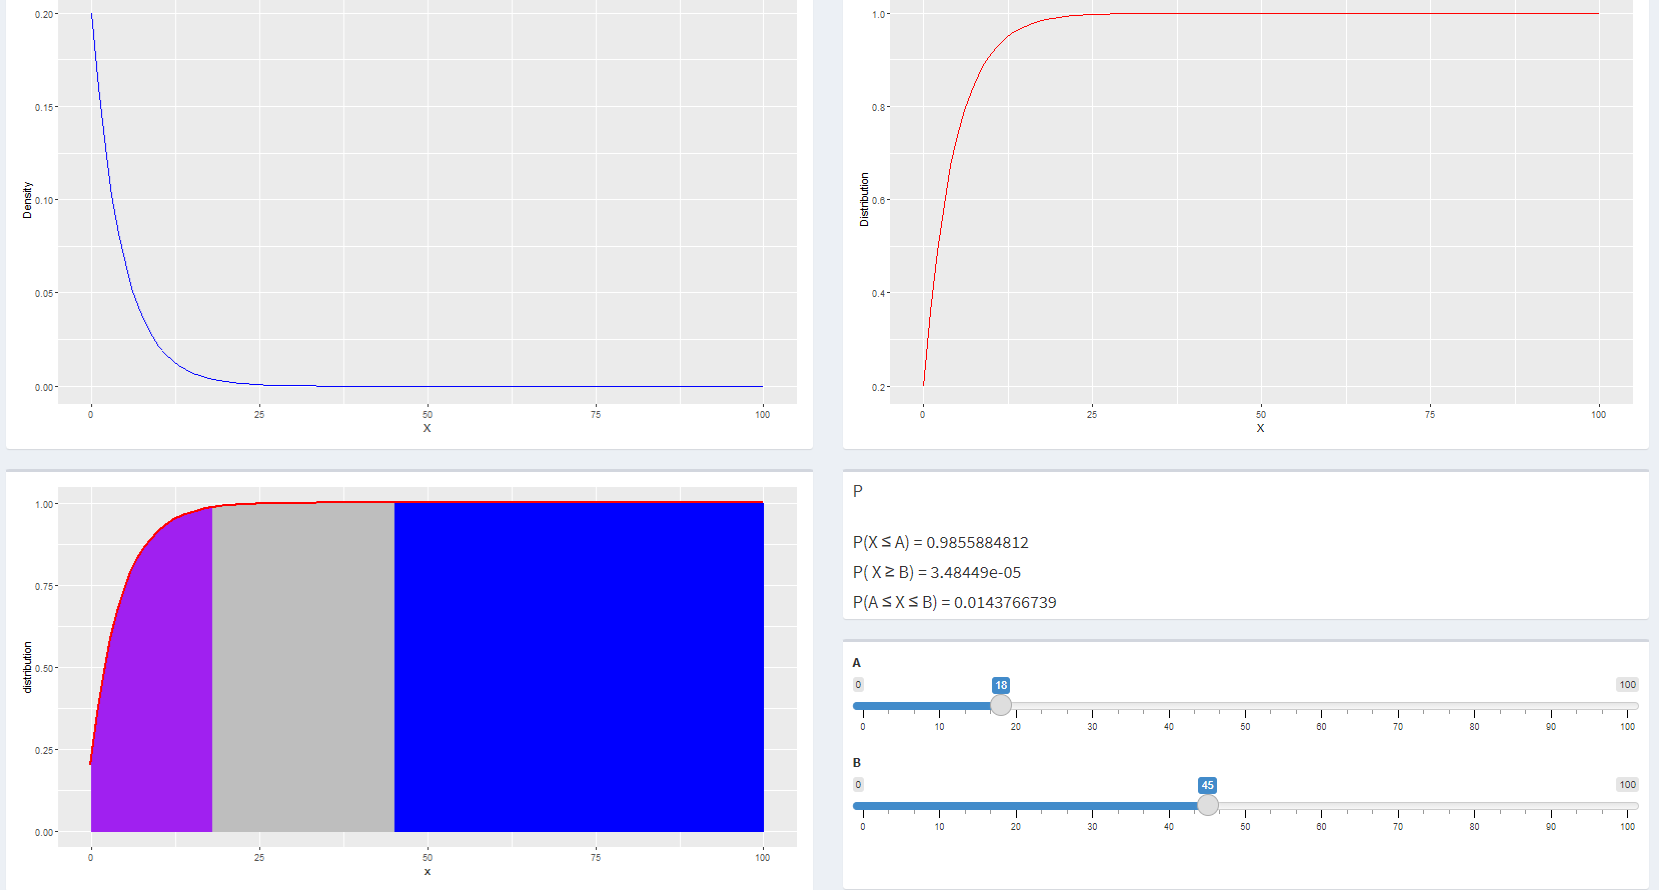 0.20
0.15
0.10
0.05
0.00
Density
0
25
50
75
100
X
1.0
0.8
0.6
0.4
0.2
Distribution
0
25
50
75
100
X
1.00
0.75
0.50
0.25
0.00
distribution
0
25
50
75
100
x
P
P(X ≤ A) = 0.9855884812
P( X ≥ B) = 3.48449e-05
P(A ≤ X ≤ B) = 0.0143766739
A
0 18 100
0 10 20 30 40 50 60 70 80 90 100
B
0 45 100
0 10 20 30 40 50 60 70 80 90 100